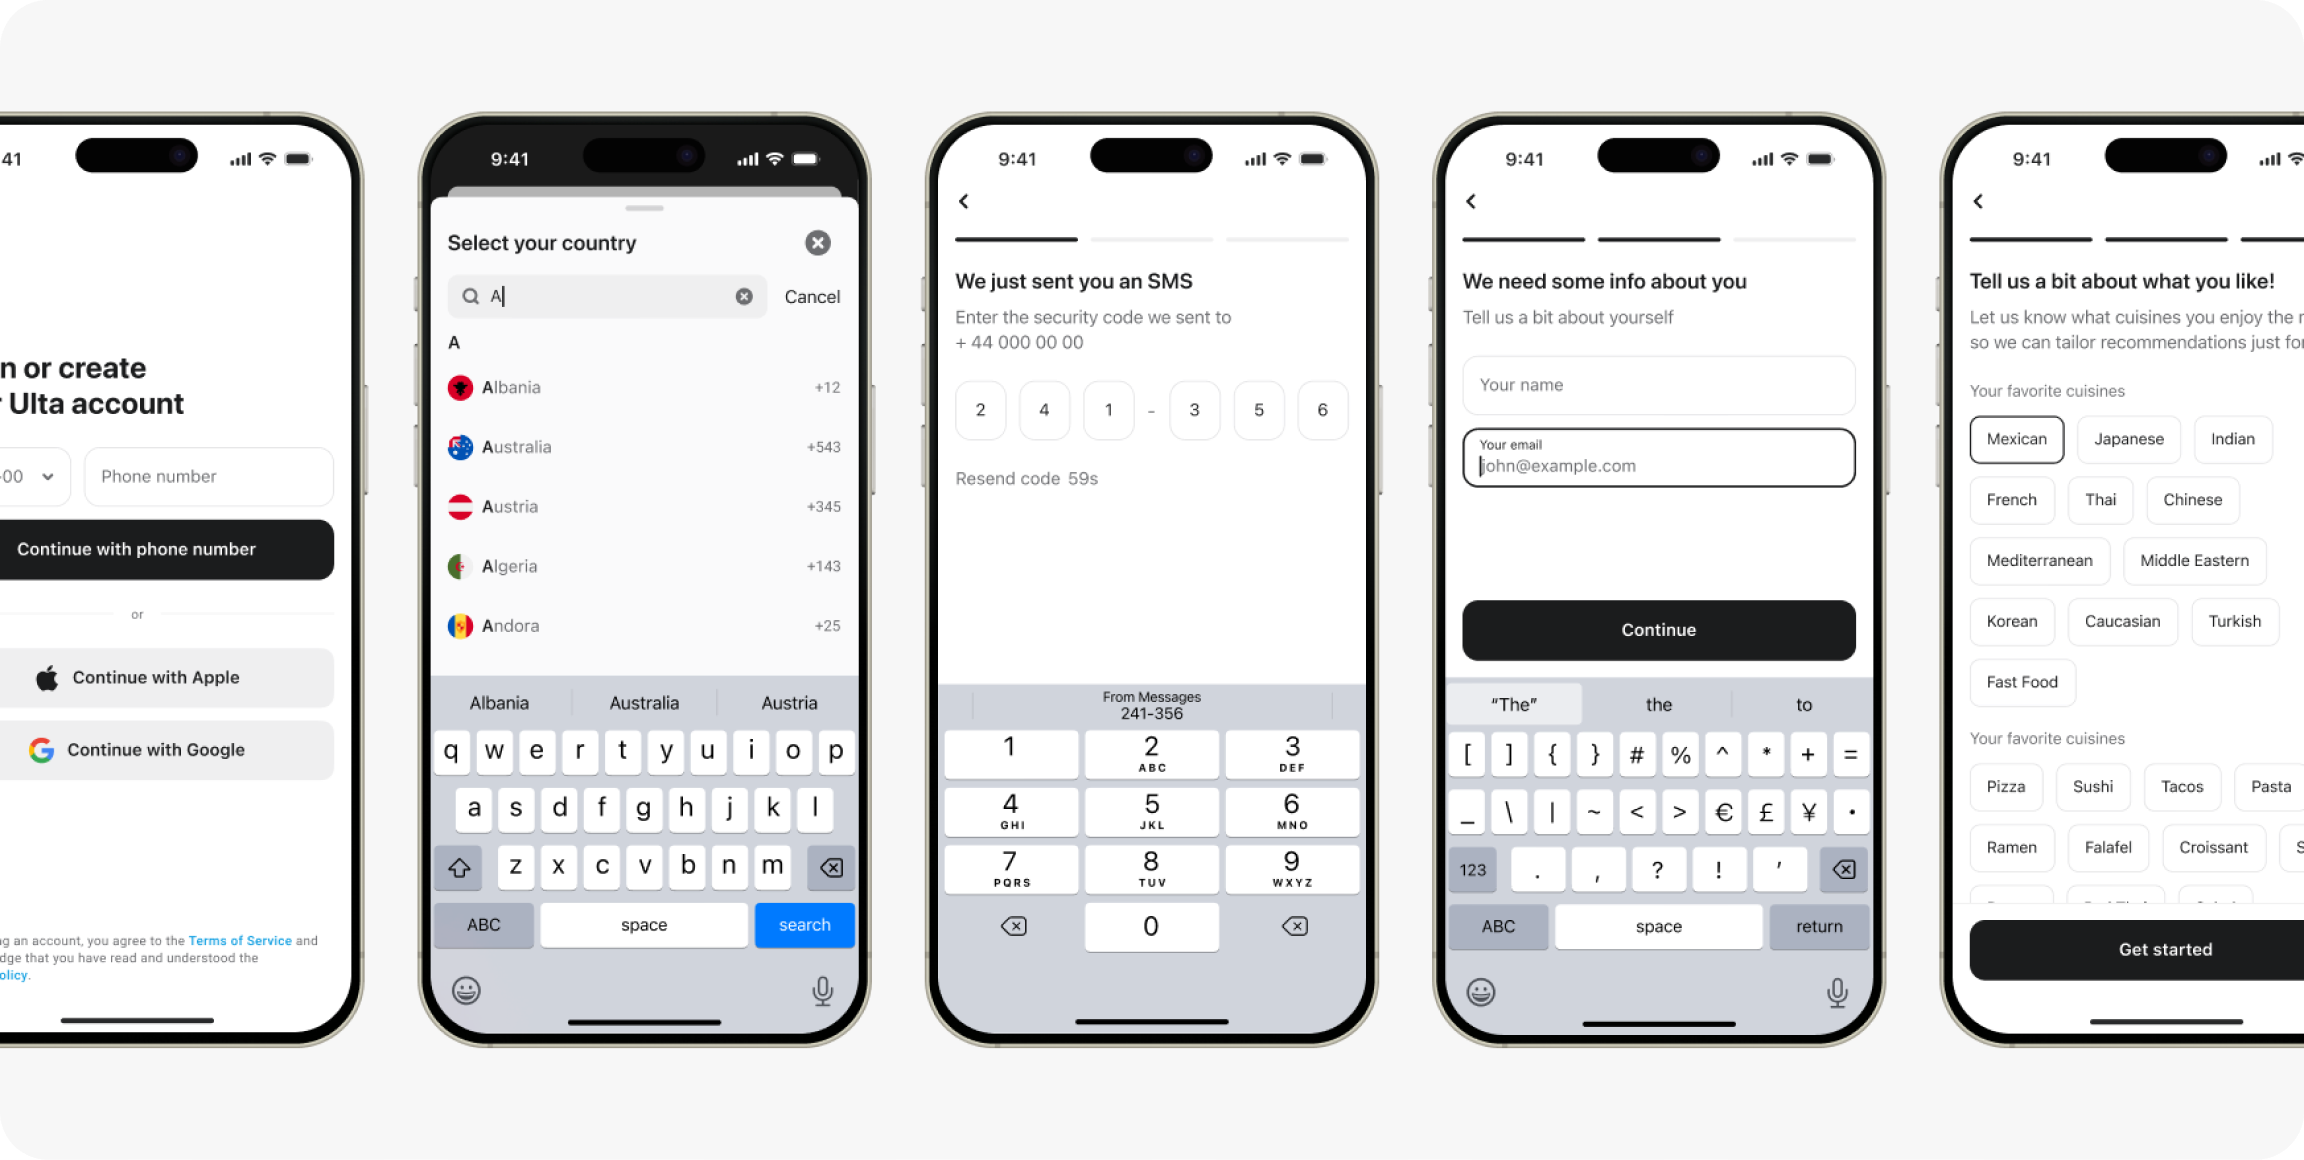 41
n or create
r Ulta account
-00
Phone number
Continue with phone number
or
Continue with Apple
Continue with Google
ng an account, you agree to the Terms of Service and
dge that you have read and understood the
olicy.
9:41
Select your country
A
Cancel
A
Albania +12
Australia +543
Austria +345
Algeria +143
Andora +25
Albania Australia Austria
q w e r t y u i o p
a s d f g h j k l
z x c v b n m
ABC space search
9:41
We just sent you an SMS
Enter the security code we sent to
+ 44 000 00 00
2 4 1 - 3 5 6
Resend code 59s
From Messages
241-356
1 2 3
ABC DEF
4 5 6
GHI JKL MNO
7 8 9
PQRS TUV WXYZ
0
9:41
We need some info about you
Tell us a bit about yourself
Your name
Your email
john@example.com
Continue
“The” the to
[ ] { } # % ^ * + =
_ \ | ~ < > € £ ¥ •
123 . , ? ! ’
ABC space return
9:41
Tell us a bit about what you like!
Let us know what cuisines you enjoy the
so we can tailor recommendations just for
Your favorite cuisines
Mexican Japanese Indian
French Thai Chinese
Mediterranean Middle Eastern
Korean Caucasian Turkish
Fast Food
Your favorite cuisines
Pizza Sushi Tacos Pasta
Ramen Falafel Croissant S
Get started